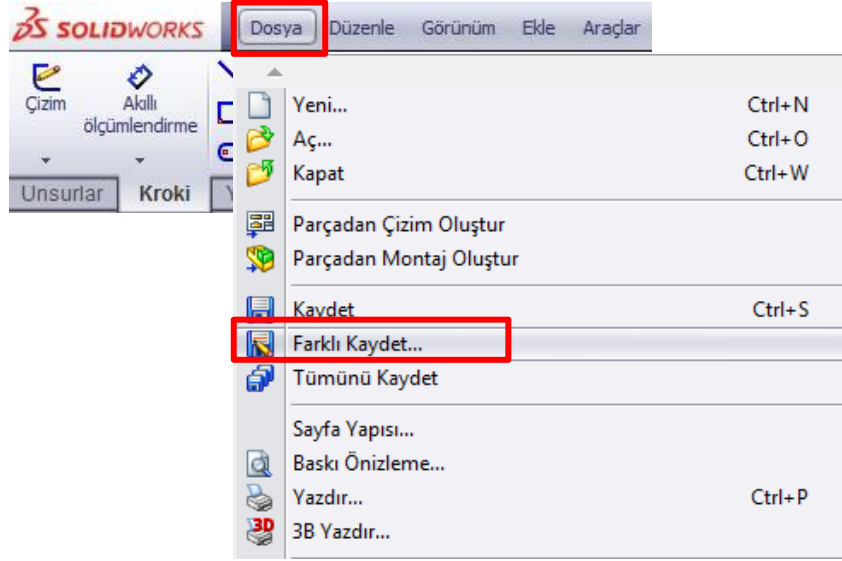 SOLIDWORKS
Dosya Düzenle Görünüm Ekle Araçlar
Çizim
Akıllı
ölçümlendirme
Unsurlar Kroki Y
Yeni... Ctrl+N
Aç... Ctrl+O
Kapat Ctrl+W
Parçadan Çizim Oluştur
Parçadan Montaj Oluştur
Kaydet Ctrl+S
Farklı Kaydet...
Tümünü Kaydet
Sayfa Yapısı...
Baskı Önizleme...
Yazdır... Ctrl+P
3B Yazdır...